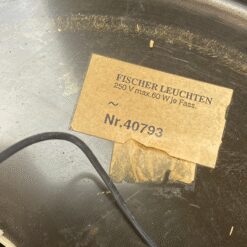 FISCHER LEUCHTEN
250 V max.60 W je Fass.
~
Nr.40793